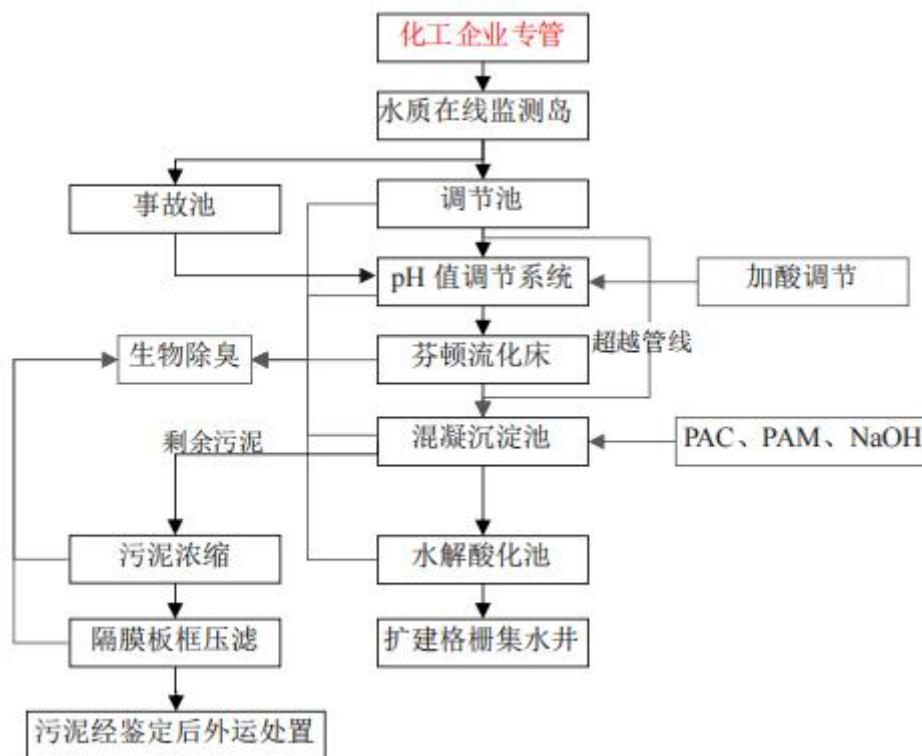 化工企业专管
水质在线监测岛
事故池
调节池
pH 值调节系统
加酸调节
超越管线
生物除臭
芬顿流化床
剩余污泥
混凝沉淀池
PAC、PAM、NaOH
污泥浓缩
水解酸化池
隔膜板框压滤
扩建格栅集水井
污泥经鉴定后外运处置